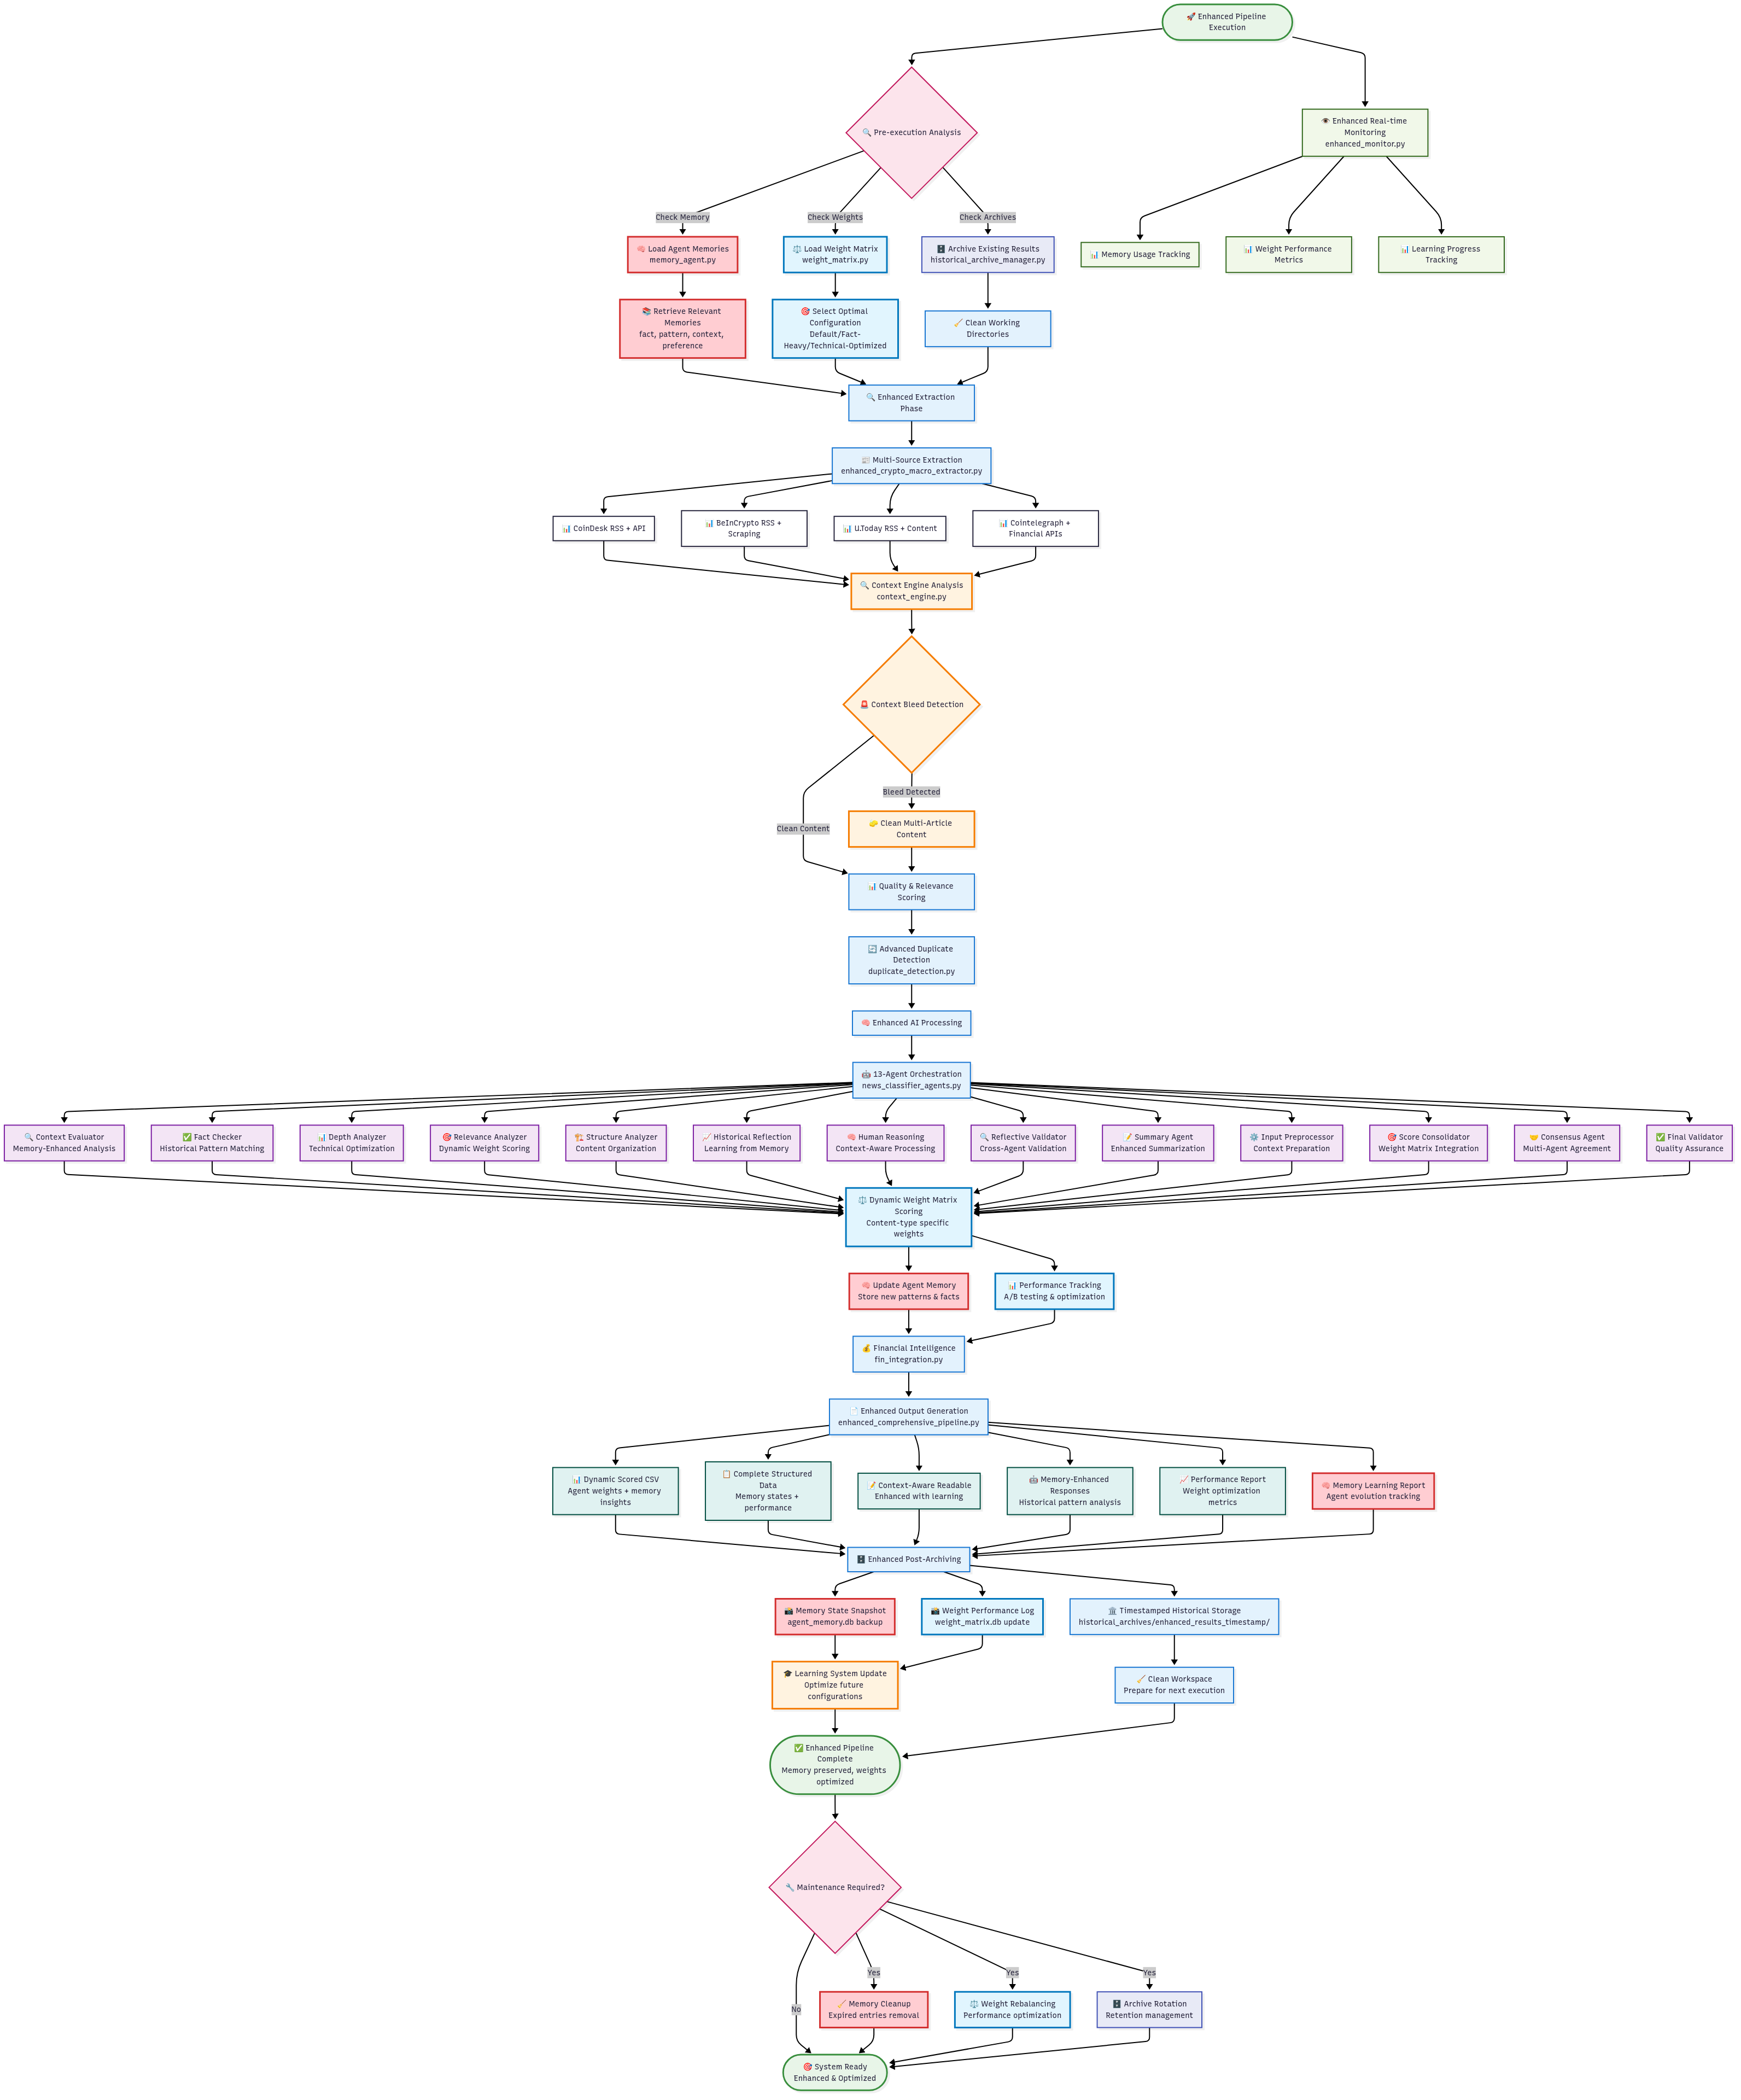 🚀 Enhanced Pipeline
Execution
🔍 Pre-execution Analysis
👁️ Enhanced Real-time
Monitoring
enhanced_monitor.py
Check Memory
Check Weights
Check Archives
🧠 Load Agent Memories
memory_agent.py
⚖️ Load Weight Matrix
weight_matrix.py
🗄️ Archive Existing Results
historical_archive_manager.py
📊 Memory Usage Tracking
📊 Weight Performance
Metrics
📊 Learning Progress
Tracking
📚 Retrieve Relevant
Memories
fact, pattern, context,
preference
🎯 Select Optimal
Configuration
Default/Fact-
Heavy/Technical-Optimized
🧹 Clean Working
Directories
🔍 Enhanced Extraction
Phase
📰 Multi-Source Extraction
enhanced_crypto_macro_extractor.py
📊 CoinDesk RSS + API
📊 BeInCrypto RSS +
Scraping
📊 U.Today RSS + Content
📊 Cointelegraph +
Financial APIs
🔍 Context Engine Analysis
context_engine.py
🚨 Context Bleed Detection
Bleed Detected
Clean Content
🧽 Clean Multi-Article
Content
📊 Quality & Relevance
Scoring
🔄 Advanced Duplicate
Detection
duplicate_detection.py
🧠 Enhanced AI Processing
🤖 13-Agent Orchestration
news_classifier_agents.py
🔍 Context Evaluator
Memory-Enhanced Analysis
✅ Fact Checker
Historical Pattern Matching
📊 Depth Analyzer
Technical Optimization
🎯 Relevance Analyzer
Dynamic Weight Scoring
🏗️ Structure Analyzer
Content Organization
📈 Historical Reflection
Learning from Memory
🧠 Human Reasoning
Context-Aware Processing
🔍 Reflective Validator
Cross-Agent Validation
📝 Summary Agent
Enhanced Summarization
⚙️ Input Preprocessor
Context Preparation
🎯 Score Consolidator
Weight Matrix Integration
🤝 Consensus Agent
Multi-Agent Agreement
✅ Final Validator
Quality Assurance
⚖️ Dynamic Weight Matrix
Scoring
Content-type specific
weights
🧠 Update Agent Memory
Store new patterns & facts
📊 Performance Tracking
A/B testing & optimization
💰 Financial Intelligence
fin_integration.py
📄 Enhanced Output Generation
enhanced_comprehensive_pipeline.py
📊 Dynamic Scored CSV
Agent weights + memory
insights
📋 Complete Structured
Data
Memory states +
performance
📝 Context-Aware Readable
Enhanced with learning
🤖 Memory-Enhanced
Responses
Historical pattern analysis
📈 Performance Report
Weight optimization
metrics
🧠 Memory Learning Report
Agent evolution tracking
🗄️ Enhanced Post-Archiving
📸 Memory State Snapshot
agent_memory.db backup
📸 Weight Performance Log
weight_matrix.db update
🏛️ Timestamped Historical Storage
historical_archives/enhanced_results_timestamp/
🎓 Learning System Update
Optimize future
configurations
🧹 Clean Workspace
Prepare for next execution
✅ Enhanced Pipeline
Complete
Memory preserved, weights
optimized
🔧 Maintenance Required?
Yes
Yes
Yes
No
🧹 Memory Cleanup
Expired entries removal
⚖️ Weight Rebalancing
Performance optimization
🗄️ Archive Rotation
Retention management
🎯 System Ready
Enhanced & Optimized